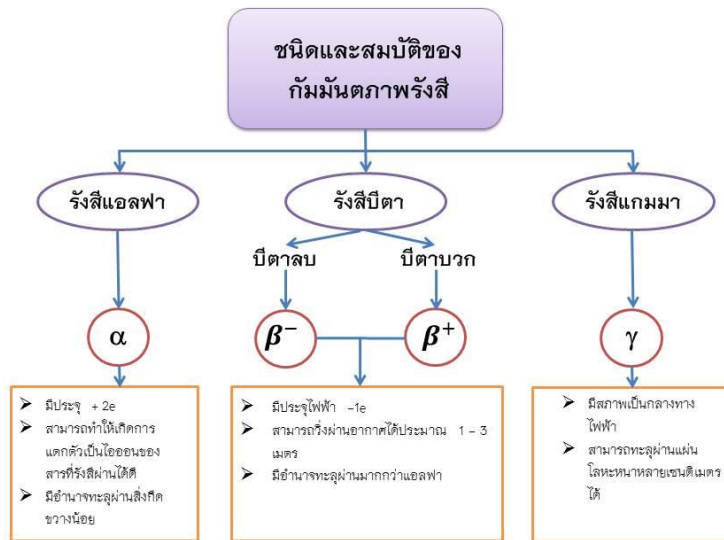 ชนิดและสมบัติของ
กัมมันตภาพรังสี
รังสีแอลฟา
รังสีบีตา
รังสีแกมมา
บีตาลบ
บีตาบวก
α
β⁻
β⁺
γ
➢ มีประจุ + 2e
➢ สามารถทำให้เกิดการ
แตกตัวเป็นไอออนของ
สารที่รังสีผ่านได้ดี
➢ มีอำนาจทะลุผ่านสิ่งกีด
ขวางน้อย
➢ มีประจุไฟฟ้า -1e
➢ สามารถวิ่งผ่านอากาศได้ประมาณ 1 – 3
เมตร
➢ มีอำนาจทะลุผ่านมากกว่าแอลฟา
➢ มีสภาพเป็นกลางทาง
ไฟฟ้า
➢ สามารถทะลุผ่านแผ่น
โลหะหนาหลายเซนติเมตร
ได้